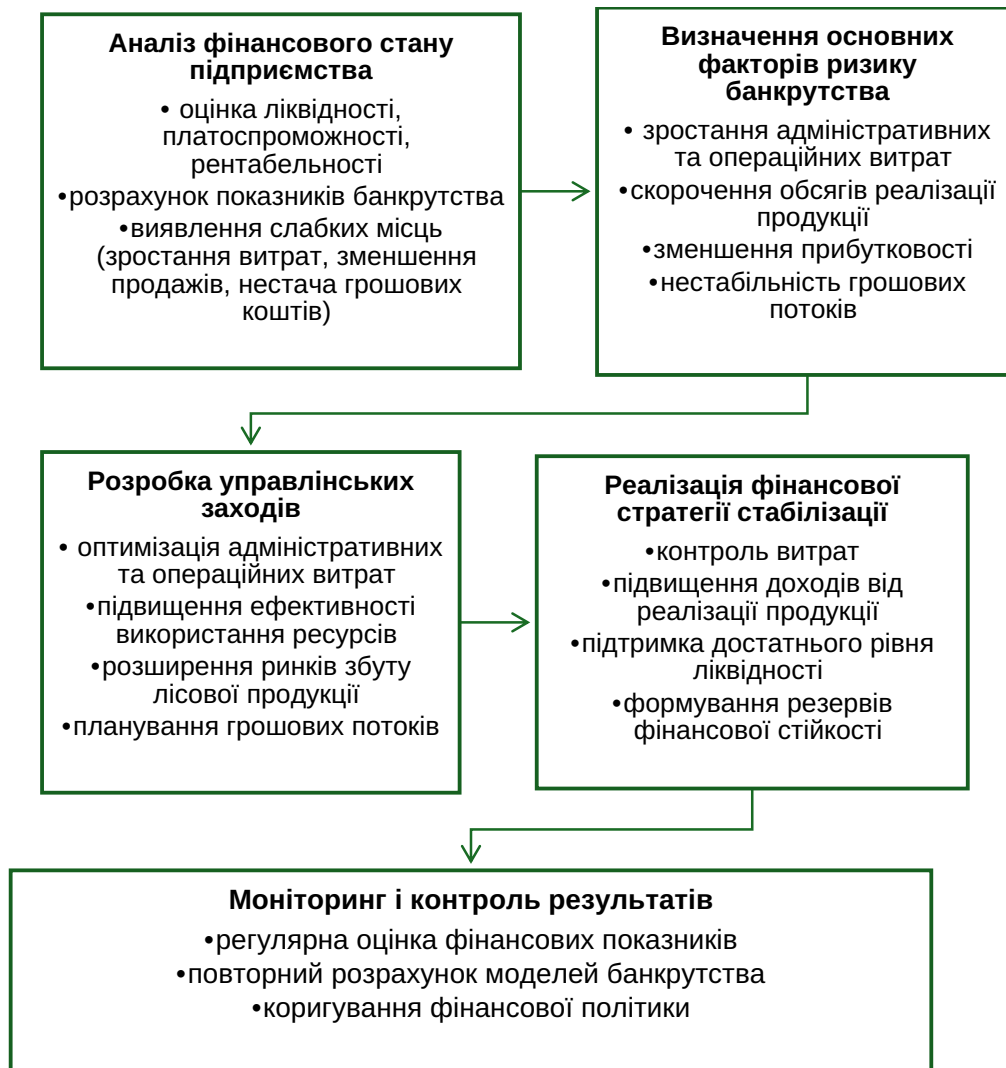 Аналіз фінансового стану
підприємства
• оцінка ліквідності,
платоспроможності,
рентабельності
•розрахунок показників банкрутства
•виявлення слабких місць
(зростання витрат, зменшення
продажів, нестача грошових
коштів)
Визначення основних
факторів ризику
банкрутства
• зростання адміністративних
та операційних витрат
•скорочення обсягів реалізації
продукції
•зменшення прибутковості
•нестабільність грошових
потоків
Розробка управлінських
заходів
• оптимізація адміністративних
та операційних витрат
•підвищення ефективності
використання ресурсів
•розширення ринків збуту
лісової продукції
•планування грошових потоків
Реалізація фінансової
стратегії стабілізації
•контроль витрат
•підвищення доходів від
реалізації продукції
•підтримка достатнього рівня
ліквідності
•формування резервів
фінансової стійкості
Моніторинг і контроль результатів
•регулярна оцінка фінансових показників
•повторний розрахунок моделей банкрутства
•коригування фінансової політики